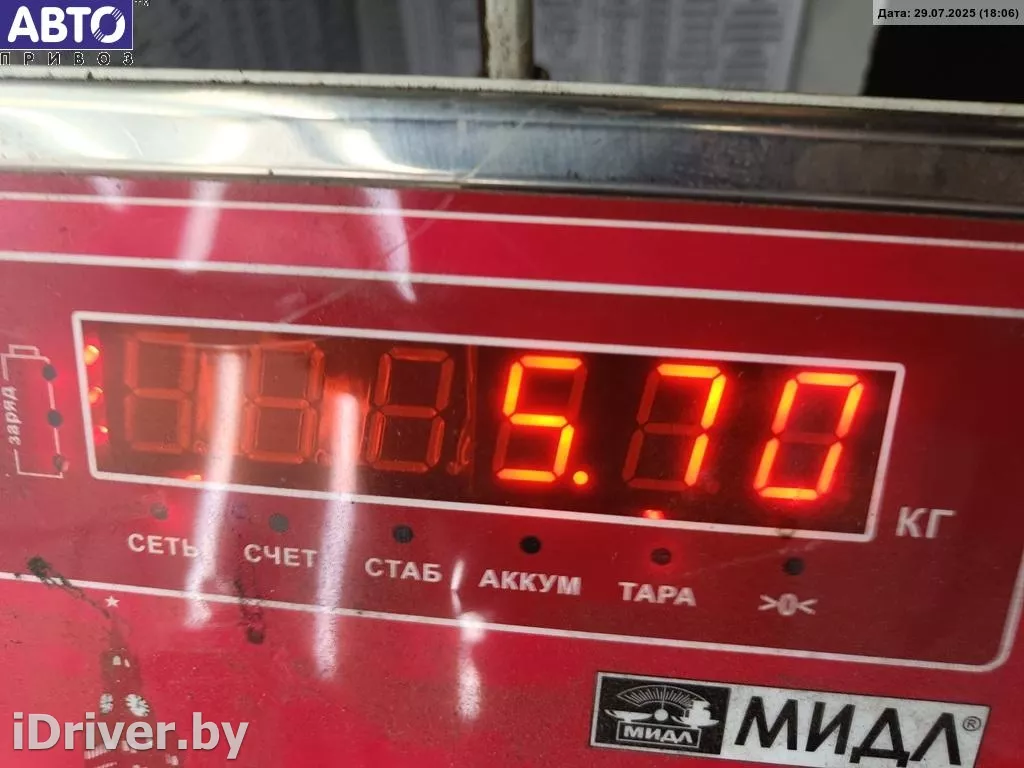 АВТО
ПРИВОЗ
Дата: 29.07.2025 (18:06)
заряд
5.70
КГ
СЕТЬ СЧЕТ СТАБ АККУМ ТАРА >0<
МИДЛ
МИДЛ®
iDriver.by